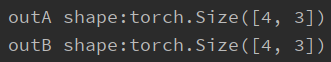 outA shape:torch.Size([4, 3])
outB shape:torch.Size([4, 3])